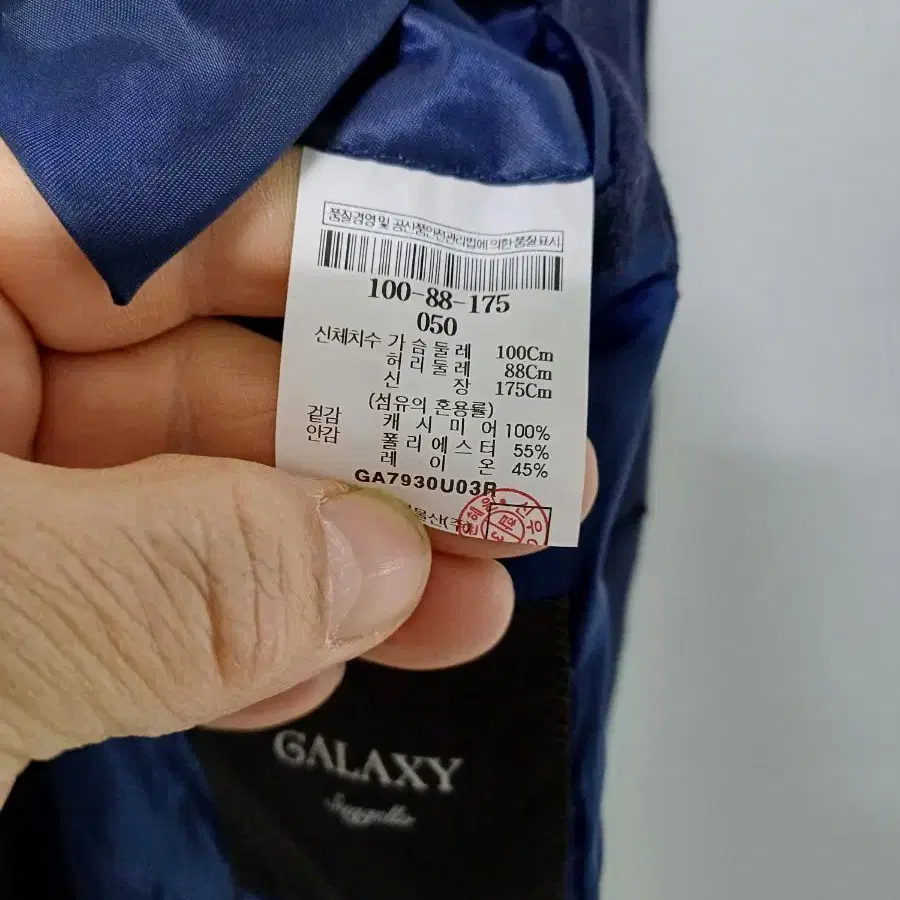 품질경영 및 공산품안전관리법에 의한 품질표시
100-88-175
050
신체치수 가슴둘레 100Cm
허리둘레 88Cm
신장 175Cm
(섬유의 혼용률)
겉감 캐시미어 100%
안감 폴리에스터 55%
레이온 45%
GA7930U03R
물산(주)
GALAXY